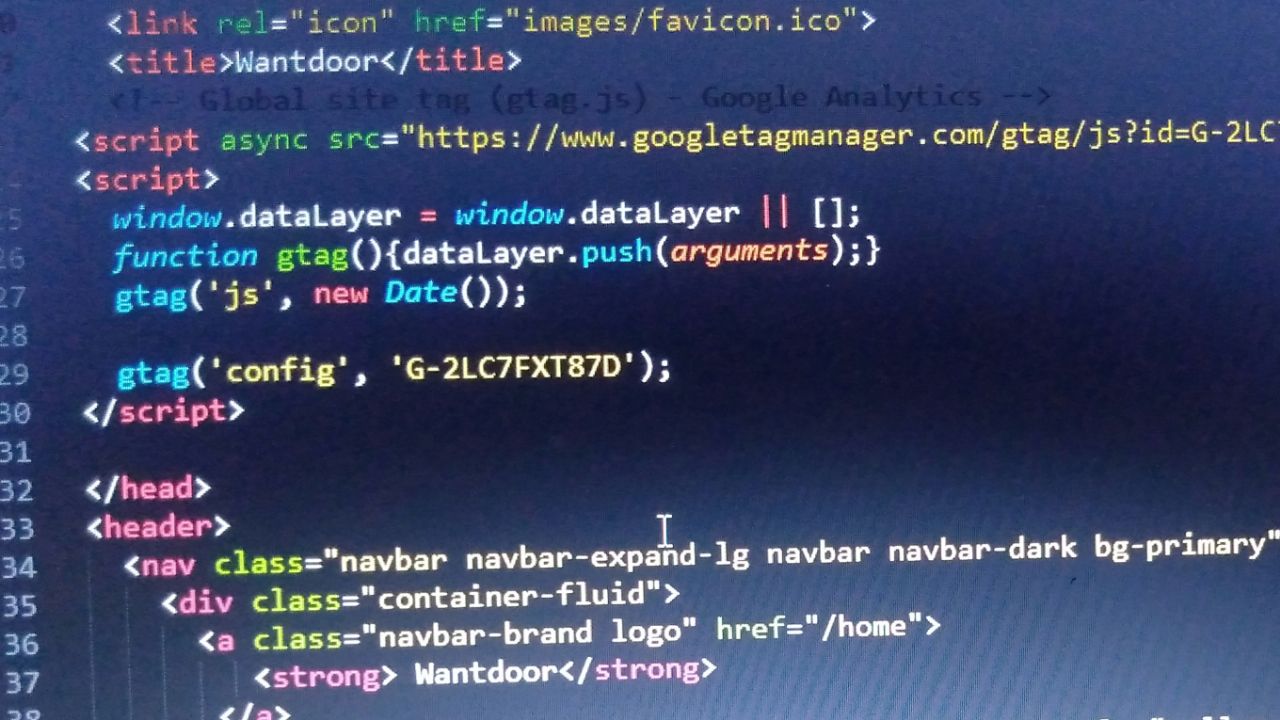 <link rel="icon" href="images/favicon.ico">
<title>Wantdoor</title>
<!-- Global site tag (gtag.js) - Google Analytics -->
<script async src="https://www.googletagmanager.com/gtag/js?id=G-2LC
<script>
25 window.dataLayer = window.dataLayer || [];
26 function gtag(){dataLayer.push(arguments);}
27 gtag('js', new Date());
28
29 gtag('config', 'G-2LC7FXT87D');
30 </script>
31
32 </head>
33 <header>
34 <nav class="navbar navbar-expand-lg navbar navbar-dark bg-primary"
35 <div class="container-fluid">
36 <a class="navbar-brand logo" href="/home">
37 <strong> Wantdoor</strong>
38 </a>